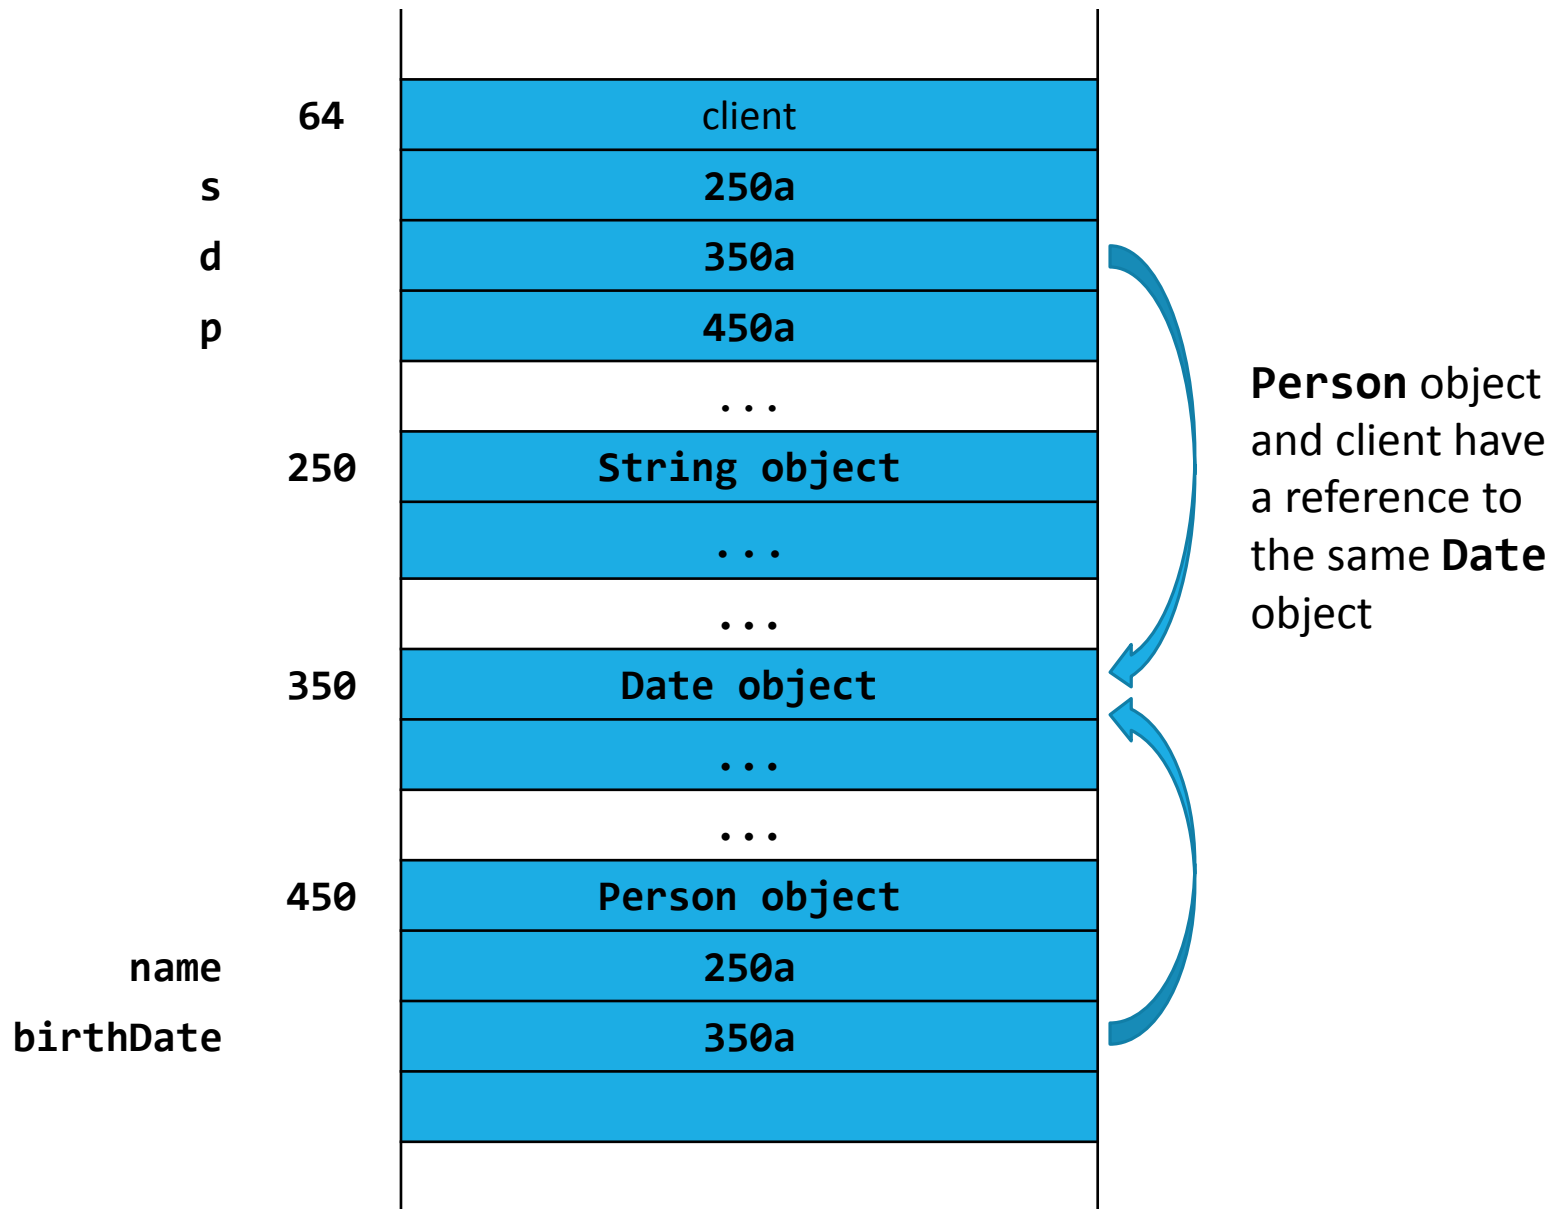 64 client
s 250a
d 350a
p 450a
...
250 String object
...
...
350 Date object
...
...
450 Person object
name 250a
birthDate 350a
Person object
and client have
a reference to
the same Date
object